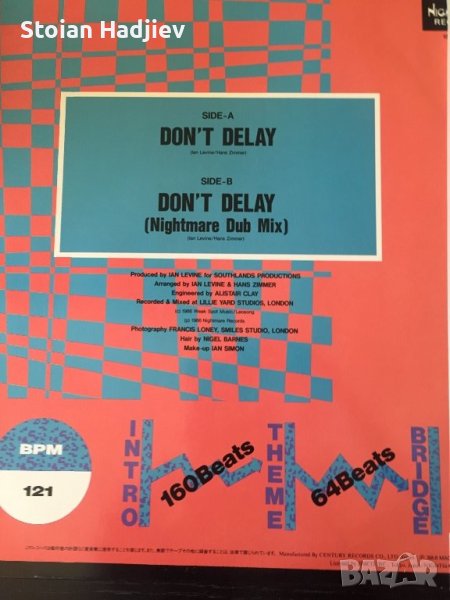 Stoian Hadjiev
NIGH
REC
SIDE-A
DON'T DELAY
(Ian Levine/Hans Zimmer)
SIDE-B
DON'T DELAY
(Nightmare Dub Mix)
(Ian Levine/Hans Zimmer)
Produced by IAN LEVINE for SOUTHLANDS PRODUCTIONS
Arranged by IAN LEVINE & HANS ZIMMER
Engineered by ALISTAIR CLAY
Recorded & Mixed at LILLIE YARD STUDIOS, LONDON
(p) 1986 Nightmare Records
Photography FRANCIS LONEY, SMILES STUDIO, LONDON
Hair by NIGEL BARNES
Make-up IAN SIMON
BPM
121
INTRO
160Beats
THEME
64Beats
BRIDGE
Manufactured By CENTURY RECORDS CO.,
BAZAR